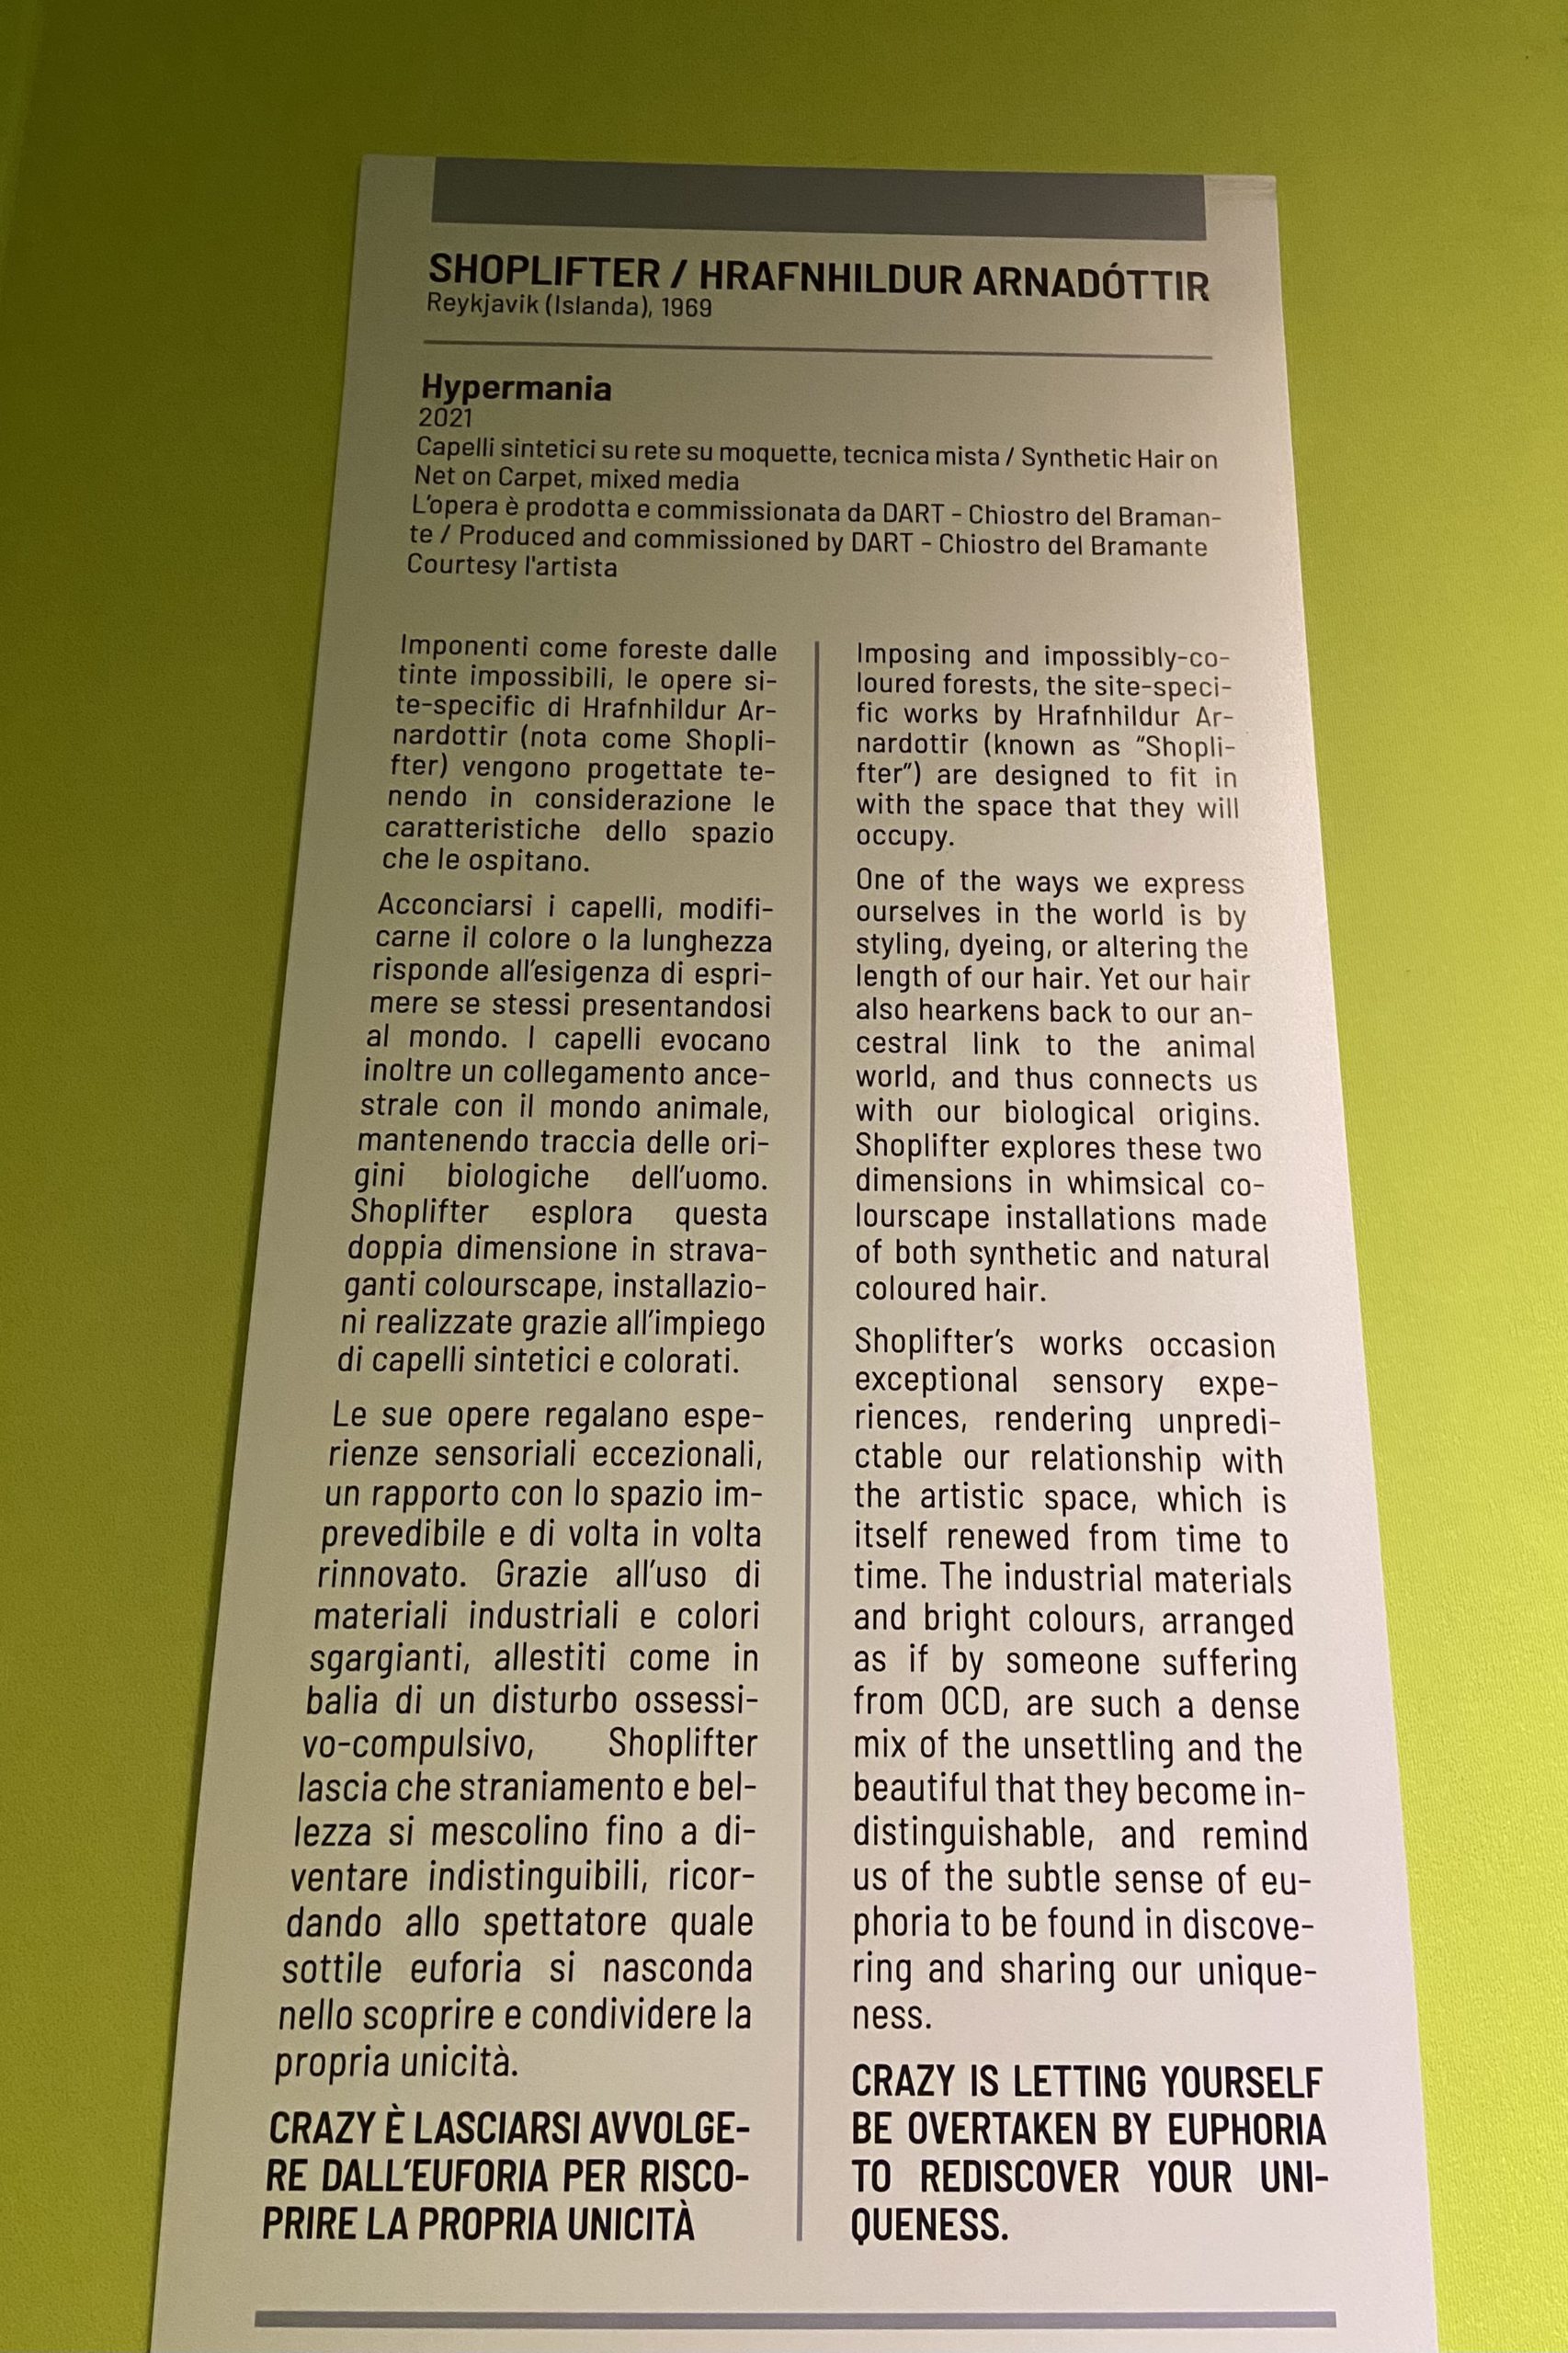 SHOPLIFTER / HRAFNHILDUR ARNADÓTTIR
Reykjavik (Islanda), 1969
Hypermania
2021
Capelli sintetici su rete su moquette, tecnica mista / Synthetic Hair on
Net on Carpet, mixed media
L'opera è prodotta e commissionata da DART - Chiostro del Braman-
te / Produced and commissioned by DART - Chiostro del Bramante
Courtesy l'artista
Imponenti come foreste dalle
tinte impossibili, le opere si-
te-specific di Hrafnhildur Ar-
nardottir (nota come Shopli-
fter) vengono progettate te-
nendo in considerazione le
caratteristiche dello spazio
che le ospitano.
Acconciarsi i capelli, modifi-
carne il colore o la lunghezza
risponde all'esigenza di espri-
mere se stessi presentandosi
al mondo. I capelli evocano
inoltre un collegamento ance-
strale con il mondo animale,
mantenendo traccia delle ori-
gini biologiche dell'uomo.
Shoplifter esplora questa
doppia dimensione in strava-
ganti colourscape, installazio-
ni realizzate grazie all'impiego
di capelli sintetici e colorati.
Le sue opere regalano espe-
rienze sensoriali eccezionali,
un rapporto con lo spazio im-
prevedibile e di volta in volta
rinnovato. Grazie all'uso di
materiali industriali e colori
sgargianti, allestiti come in
balia di un disturbo ossessi-
vo-compulsivo, Shoplifter
lascia che straniamento e bel-
lezza si mescolino fino a di-
ventare indistinguibili, ricor-
dando allo spettatore quale
sottile euforia si nasconda
nello scoprire e condividere la
propria unicità.
CRAZY È LASCIARSI AVVOLGE-
RE DALL'EUFORIA PER RISCO-
PRIRE LA PROPRIA UNICITÀ
Imposing and impossibly-co-
loured forests, the site-speci-
fic works by Hrafnhildur Ar-
nardottir (known as "Shopli-
fter") are designed to fit in
with the space that they will
occupy.
One of the ways we express
ourselves in the world is by
styling, dyeing, or altering the
length of our hair. Yet our hair
also hearkens back to our an-
cestral link to the animal
world, and thus connects us
with our biological origins.
Shoplifter explores these two
dimensions in whimsical co-
lourscape installations made
of both synthetic and natural
coloured hair.
Shoplifter's works occasion
exceptional sensory expe-
riences, rendering unpredi-
ctable our relationship with
the artistic space, which is
itself renewed from time to
time. The industrial materials
and bright colours, arranged
as if by someone suffering
from OCD, are such a dense
mix of the unsettling and the
beautiful that they become in-
distinguishable, and remind
us of the subtle sense of eu-
phoria to be found in discove-
ring and sharing our unique-
ness.
CRAZY IS LETTING YOURSELF
BE OVERTAKEN BY EUPHORIA
TO REDISCOVER YOUR UNI-
QUENESS.